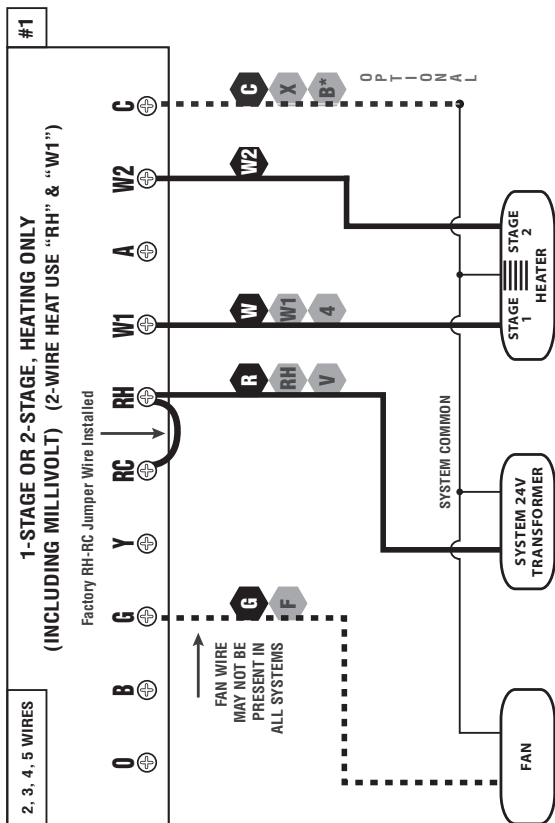 2, 3, 4, 5 WIRES
#1
1-STAGE OR 2-STAGE, HEATING ONLY
(INCLUDING MILLIVOLT) (2-WIRE HEAT USE “RH” & “W1”)
Factory RH-RC Jumper Wire Installed
O B G Y RC RH W1 A W2 C
FAN WIRE
MAY NOT BE
PRESENT IN
ALL SYSTEMS
G
F
R
RH
V
W
W1
4
W2
C
X
B*
OPTIONAL
SYSTEM COMMON
FAN
SYSTEM 24V
TRANSFORMER
STAGE
1
STAGE
2
HEATER